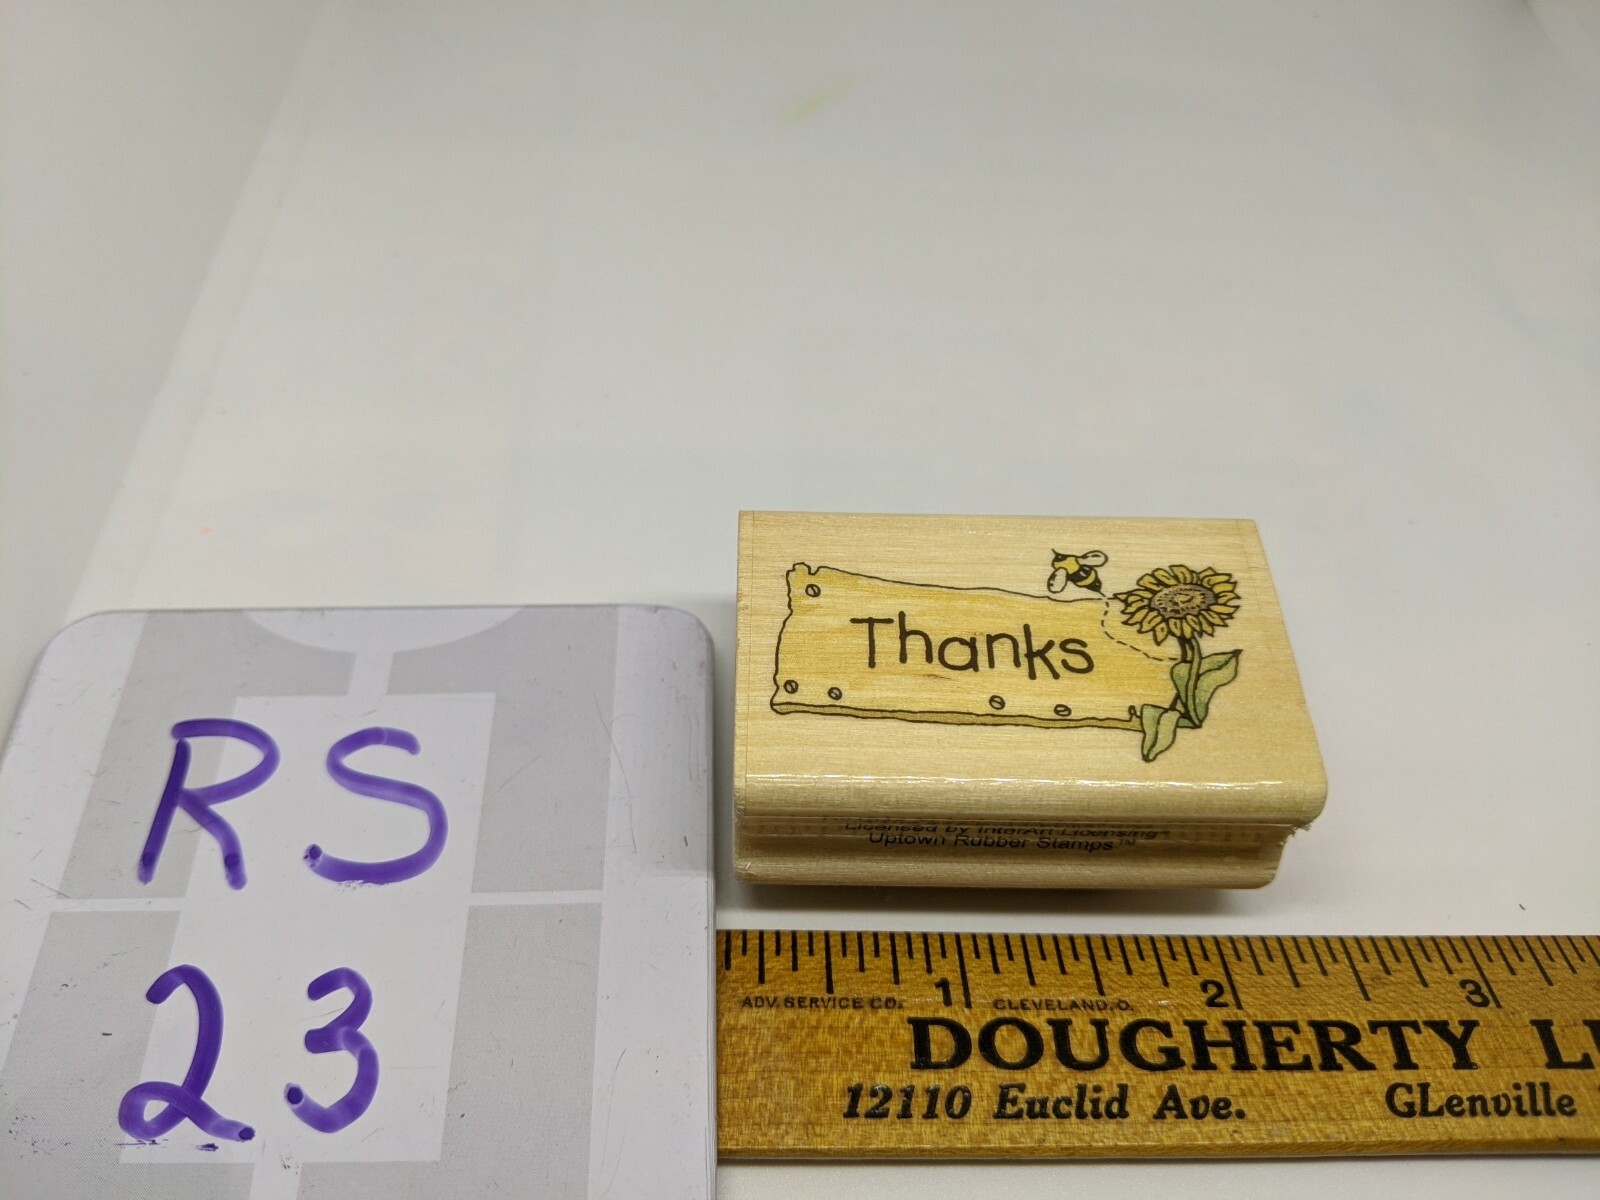 Thanks
Licensed by InterArt Licensing
Uptown Rubber Stamps™
RS
23
1 2 3
ADV. SERVICE CO. CLEVELAND, O.
DOUGHERTY
12110 Euclid Ave. GLenville